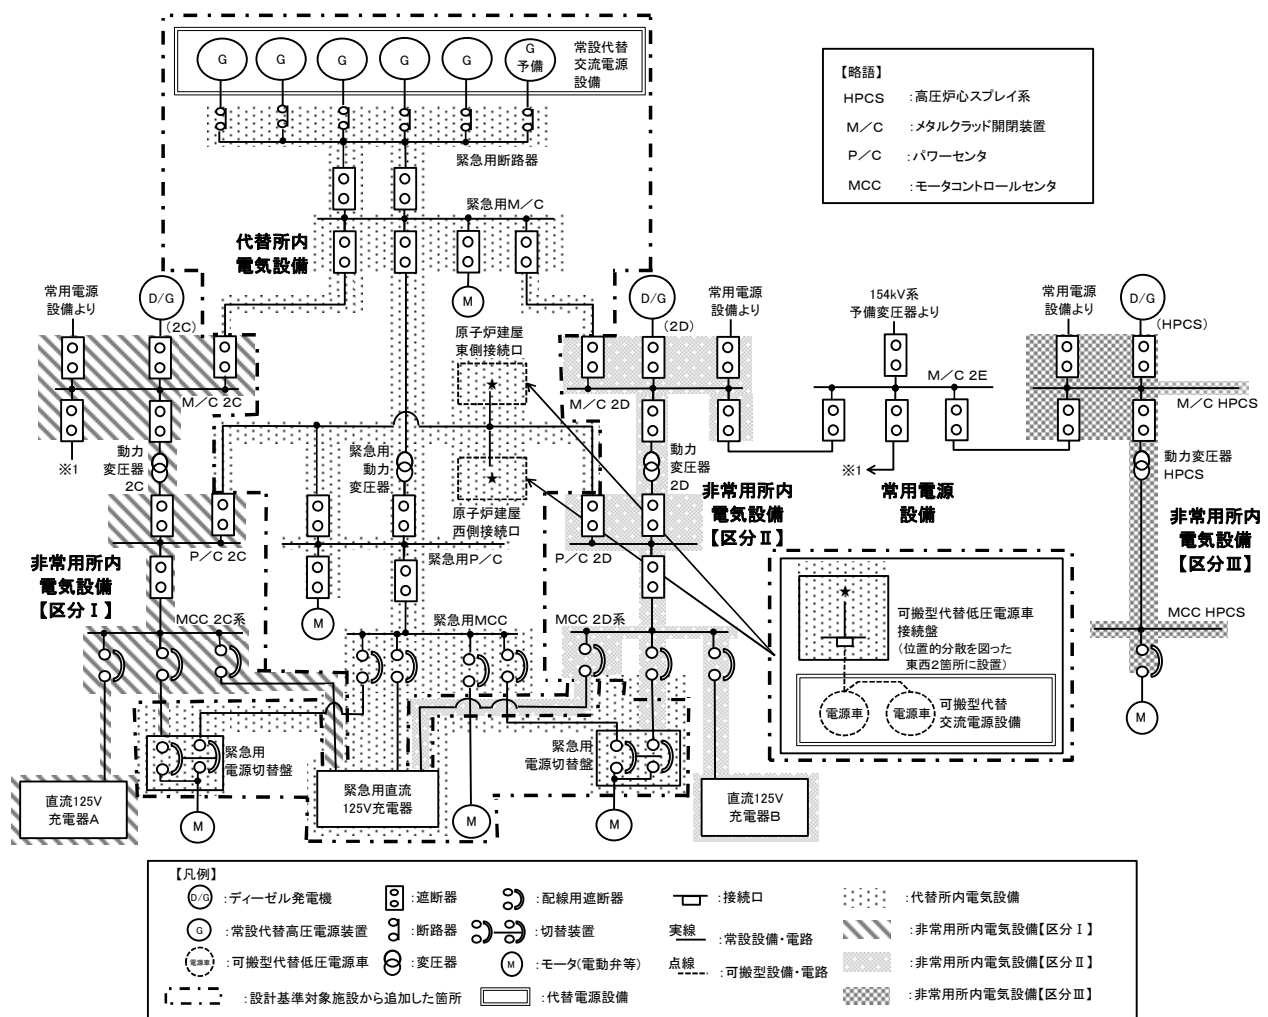 G
G
G
G
G
G
予備
常設代替
交流電源
設備
緊急用断路器
緊急用M／C
代替所内
電気設備
【略語】
HPCS ：高圧炉心スプレイ系
M／C ：メタルクラッド開閉装置
P／C ：パワーセンタ
MCC ：モータコントロールセンタ
常用電源
設備より
D/G
(2C)
M
D/G
(2D)
常用電源
設備より
154kV系
予備変圧器より
常用電源
設備より
D/G
(HPCS)
原子炉建屋
東側接続口
★
M／C 2C
M／C 2D
M／C 2E
M／C HPCS
※1
動力
変圧器
2C
緊急用
動力
変圧器
★
原子炉建屋
西側接続口
動力
変圧器
2D
※1
常用電源
設備
動力変圧器
HPCS
非常用所内
電気設備
【区分Ⅱ】
非常用所内
電気設備
【区分Ⅲ】
P／C 2C
緊急用P／C
P／C 2D
非常用所内
電気設備
【区分Ⅰ】
M
MCC 2C系
緊急用MCC
MCC 2D系
MCC HPCS
★
可搬型代替低圧電源車
接続盤
(位置的分散を図った
東西2箇所に設置)
電源車
電源車
可搬型代替
交流電源設備
M
緊急用
電源切替盤
緊急用
電源切替盤
直流125V
充電器A
M
緊急用直流
125V充電器
M
M
直流125V
充電器B
【凡例】
D/G ：ディーゼル発電機
：遮断器
：配線用遮断器
：接続口
：代替所内電気設備
G ：常設代替高圧電源装置
：断路器
：切替装置
実線 ：常設設備・電路
：非常用所内電気設備【区分Ⅰ】
電源車 ：可搬型代替低圧電源車
：変圧器
M ：モータ(電動弁等)
点線 ：可搬型設備・電路
：非常用所内電気設備【区分Ⅱ】
：設計基準対象施設から追加した箇所
：代替電源設備
：非常用所内電気設備【区分Ⅲ】